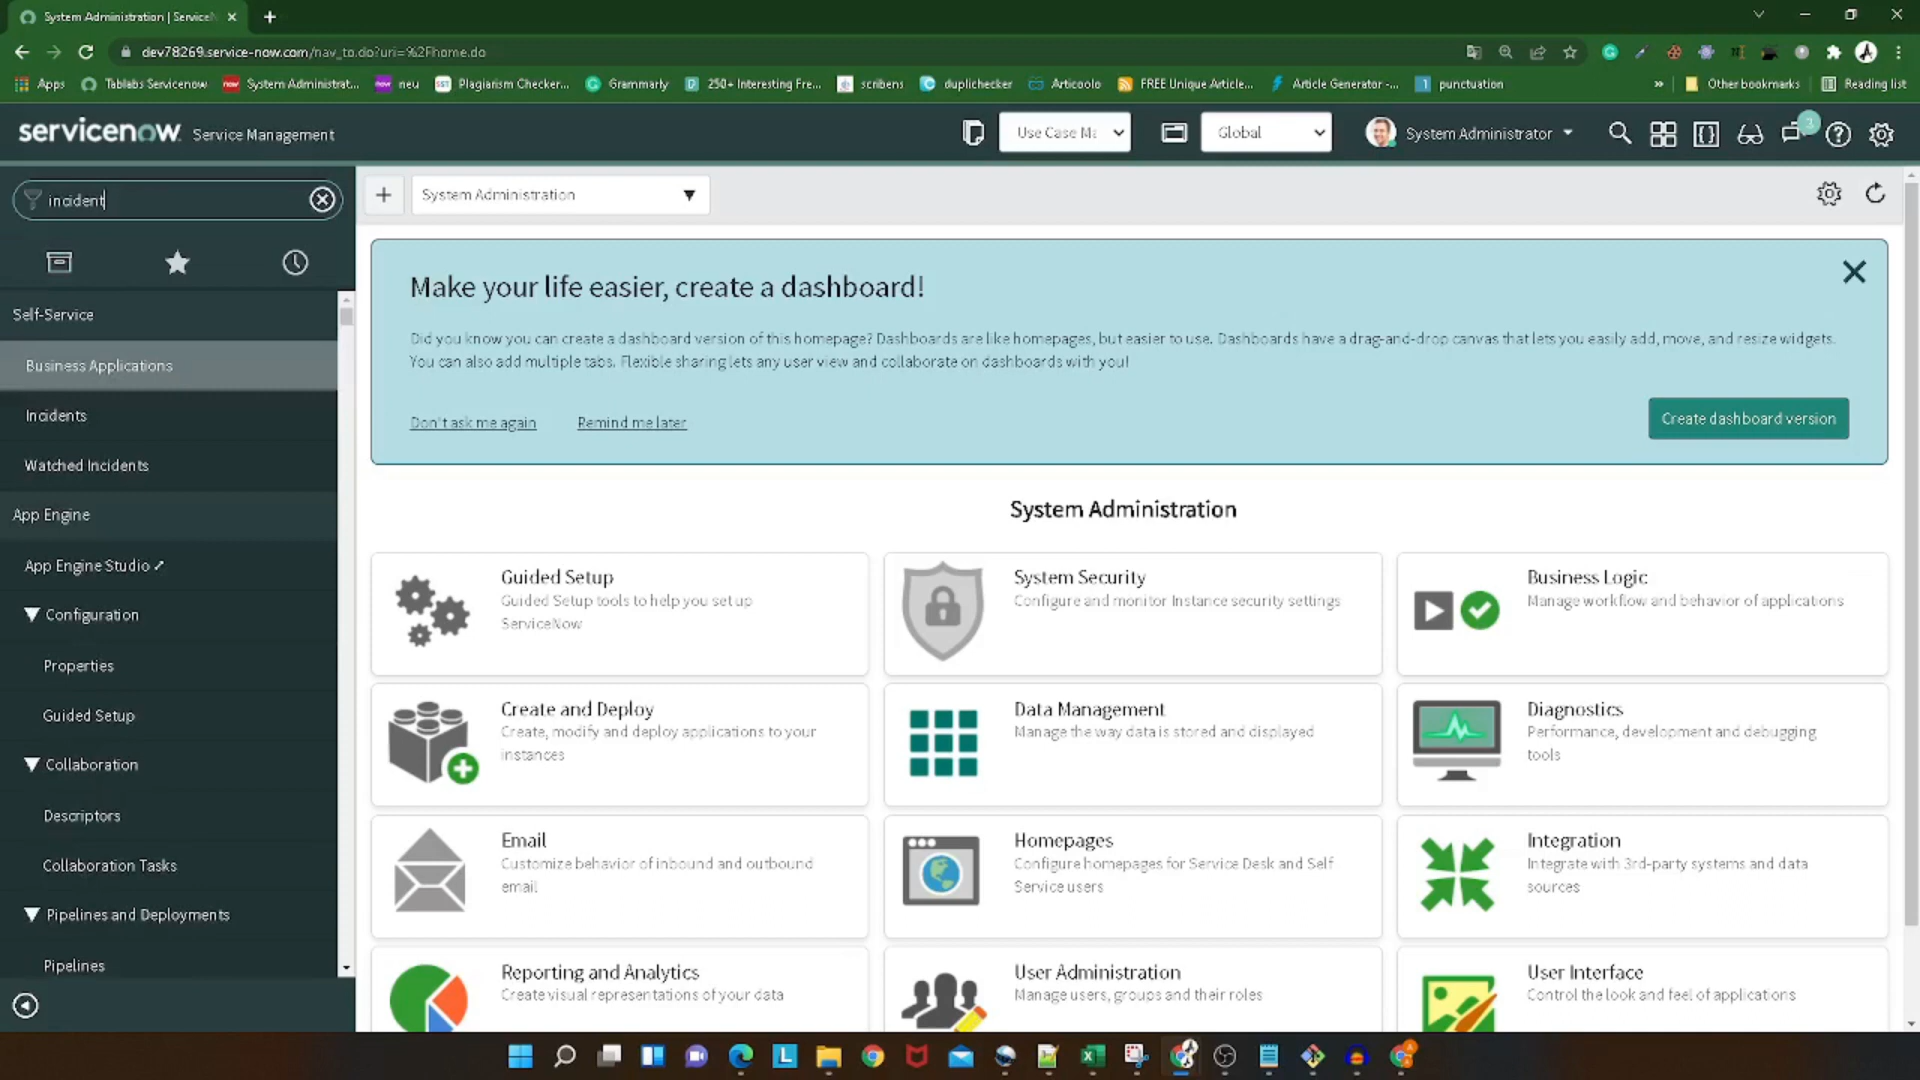 System Administration | ServiceN
dev78269.service-now.com/nav_to.do?uri=%2Fhome.do
Apps
Tablabs Servicenow
System Administrat...
neu
Plagiarism Checker...
Grammarly
250+ Interesting Fre...
scribens
duplichecker
Articoolo
FREE Unique Article...
Article Generator -...
punctuation
»
Other bookmarks
Reading list
servicenow Service Management
Use Case Ma
Global
System Administrator
3
incident
System Administration
Self-Service
Business Applications
Incidents
Watched Incidents
App Engine
App Engine Studio
Configuration
Properties
Guided Setup
Collaboration
Descriptors
Collaboration Tasks
Pipelines and Deployments
Pipelines
Make your life easier, create a dashboard!
Did you know you can create a dashboard version of this homepage? Dashboards are like homepages, but easier to use. Dashboards have a drag-and-drop canvas that lets you easily add, move, and resize widgets.
You can also add multiple tabs. Flexible sharing lets any user view and collaborate on dashboards with you!
Don't ask me again
Remind me later
Create dashboard version
System Administration
Guided Setup
Guided Setup tools to help you set up
ServiceNow
System Security
Configure and monitor Instance security settings
Business Logic
Manage workflow and behavior of applications
Create and Deploy
Create, modify and deploy applications to your
instances
Data Management
Manage the way data is stored and displayed
Diagnostics
Performance, development and debugging
tools
Email
Customize behavior of inbound and outbound
email
Homepages
Configure homepages for Service Desk and Self
Service users
Integration
Integrate with 3rd-party systems and data
sources
Reporting and Analytics
Create visual representations of your data
User Administration
Manage users, groups and their roles
User Interface
Control the look and feel of applications